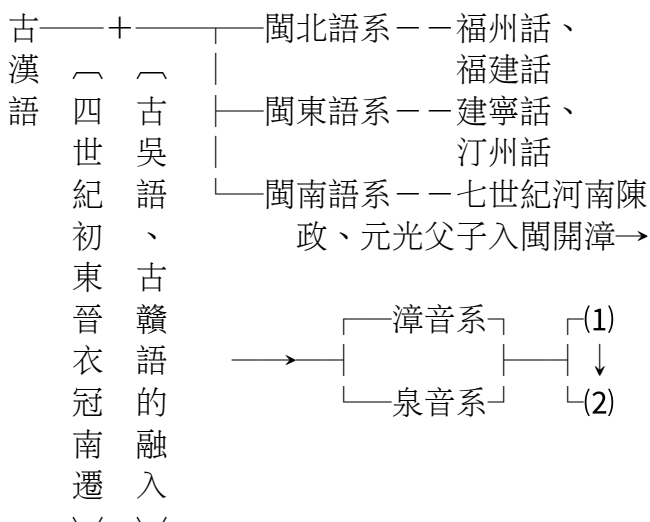 古漢語
︹四世紀初東晉衣冠南遷
＋
︹古吳語、古贛語的融入
閩北語系－－福州話、
福建話
閩東語系－－建寧話、
汀州話
閩南語系－－七世紀河南陳
政、元光父子入閩開漳→
漳音系
泉音系
(1)
↓
(2)